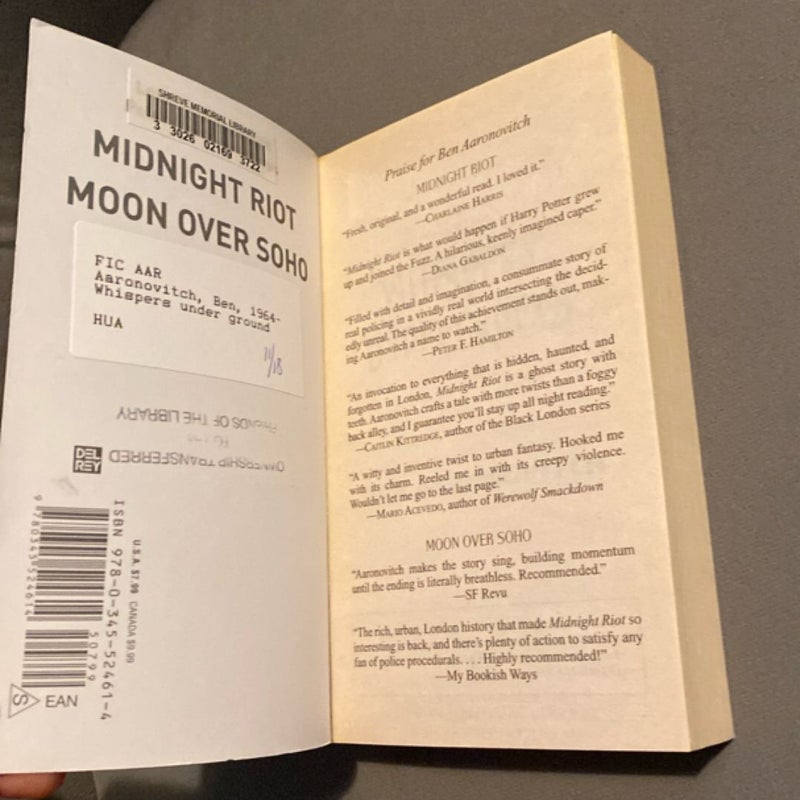 SHREVE MEMORIAL LIBRARY
3 3026 02169 3722
MIDNIGHT RIOT
MOON OVER SOHO
FIC AAR
Aaronovitch, Ben, 1964-
Whispers under ground
HUA
11/18
FRIENDS OF THE LIBRARY
OWNERSHIP TRANSFERRED
DEL
REY
9 780345 524614
50799
ISBN 978-0-345-52461-4
U.S.A. $7.99 CANADA $9.99
S
EAN
Praise for Ben Aaronovitch
MIDNIGHT RIOT
"Fresh, original, and a wonderful read. I loved it."
—CHARLAINE HARRIS
"Midnight Riot is what would happen if Harry Potter grew
up and joined the Fuzz. A hilarious, keenly imagined caper."
—DIANA GABALDON
"Filled with detail and imagination, a consummate story of
real policing in a vividly real world intersecting the decid-
edly unreal. The quality of this achievement stands out, mak-
ing Aaronovitch a name to watch."
—PETER F. HAMILTON
"An invocation to everything that is hidden, haunted, and
forgotten in London, Midnight Riot is a ghost story with
teeth. Aaronovitch crafts a tale with more twists than a foggy
back alley, and I guarantee you'll stay up all night reading."
—CAITLIN KITTREDGE, author of the Black London series
"A witty and inventive twist to urban fantasy. Hooked me
with its charm. Reeled me in with its creepy violence.
Wouldn't let me go to the last page."
—MARIO ACEVEDO, author of Werewolf Smackdown
MOON OVER SOHO
"Aaronovitch makes the story sing, building momentum
until the ending is literally breathless. Recommended."
—SF Revu
"The rich, urban, London history that made Midnight Riot so
interesting is back, and there's plenty of action to satisfy any
fan of police procedurals. . . . Highly recommended!"
—My Bookish Ways